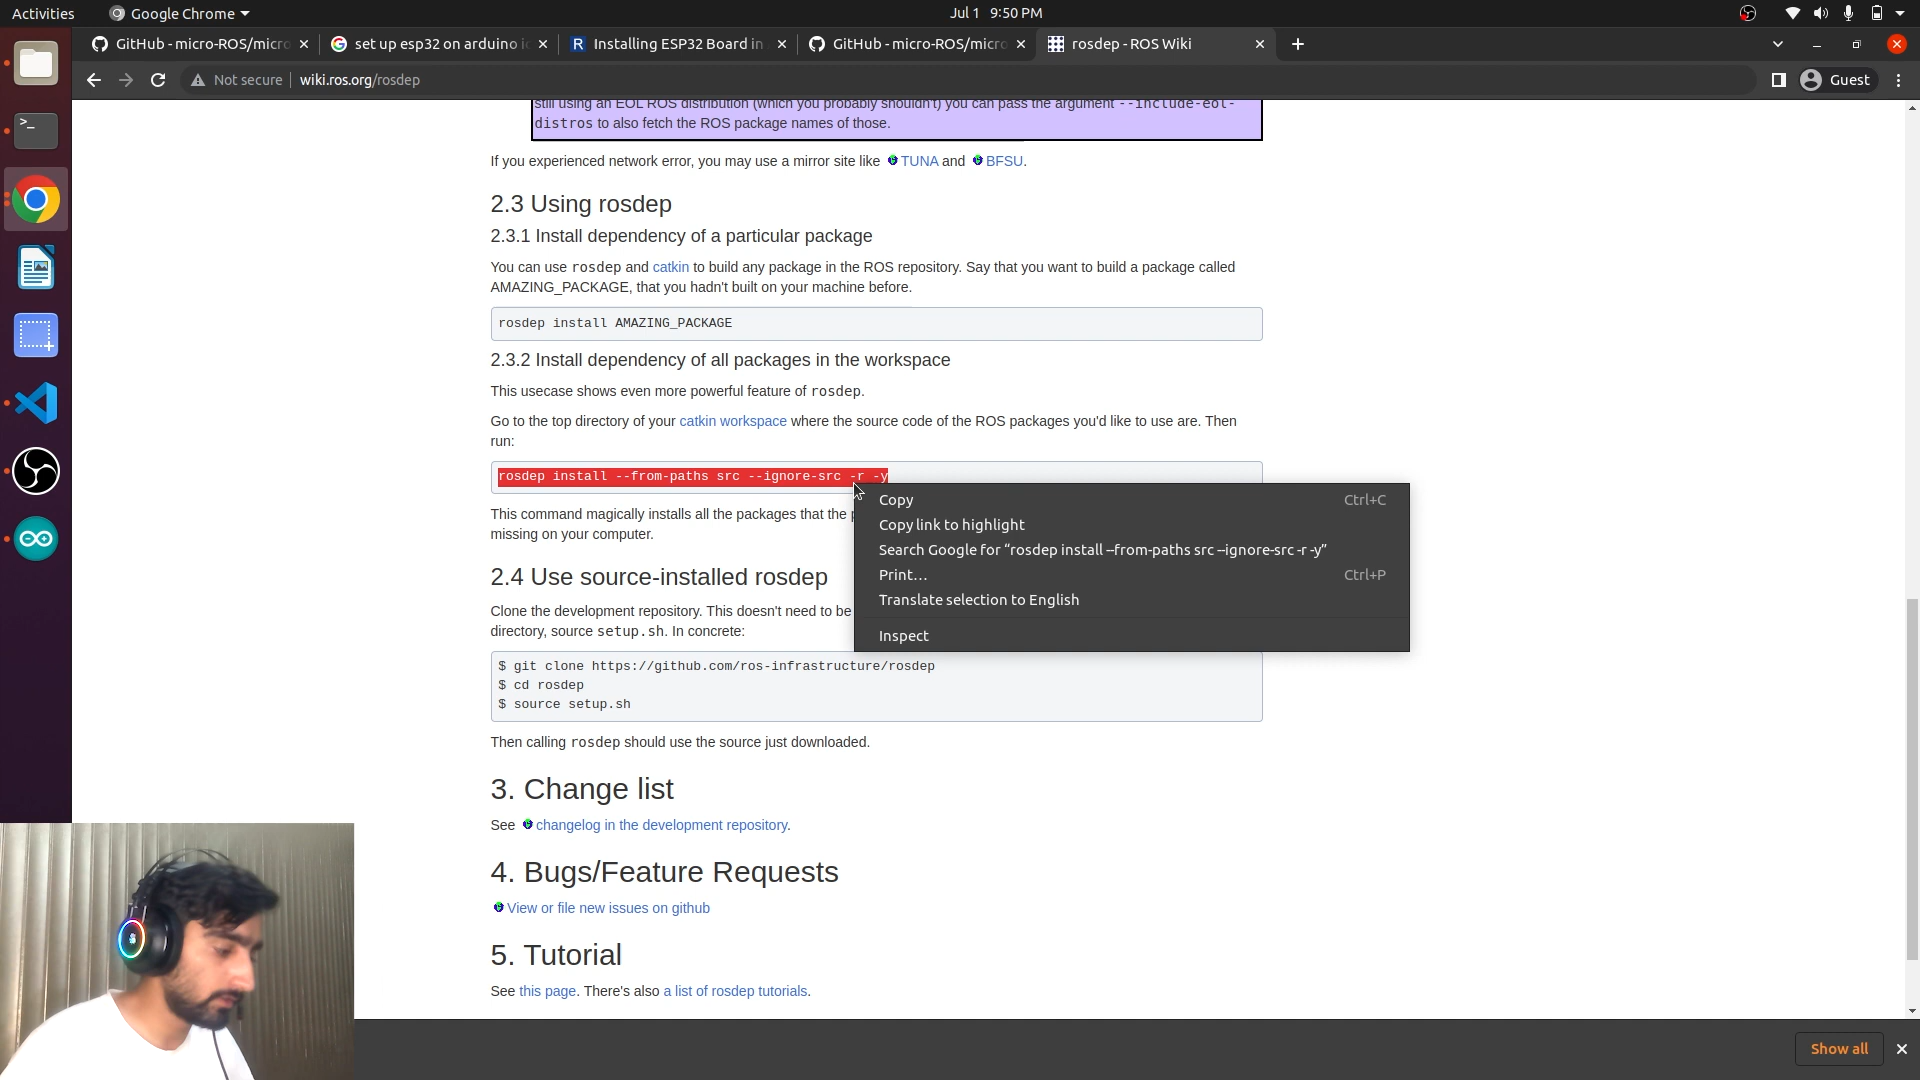 Activities
Google Chrome
Jul 1 9:50 PM
GitHub - micro-ROS/micro
set up esp32 on arduino i
Installing ESP32 Board in
GitHub - micro-ROS/micro
rosdep - ROS Wiki
Not secure
wiki.ros.org/rosdep
Guest
still using an EOL ROS distribution (which you probably shouldn't) you can pass the argument --include-eol-
distros to also fetch the ROS package names of those.
If you experienced network error, you may use a mirror site like TUNA and BFSU.
2.3 Using rosdep
2.3.1 Install dependency of a particular package
You can use rosdep and catkin to build any package in the ROS repository. Say that you want to build a package called
AMAZING_PACKAGE, that you hadn't built on your machine before.
rosdep install AMAZING_PACKAGE
2.3.2 Install dependency of all packages in the workspace
This usecase shows even more powerful feature of rosdep.
Go to the top directory of your catkin workspace where the source code of the ROS packages you'd like to use are. Then
run:
rosdep install --from-paths src --ignore-src -r -y
This command magically installs all the packages that the
missing on your computer.
Copy Ctrl+C
Copy link to highlight
Search Google for “rosdep install --from-paths src --ignore-src -r -y”
Print… Ctrl+P
Translate selection to English
Inspect
2.4 Use source-installed rosdep
Clone the development repository. This doesn't need to be
directory, source setup.sh. In concrete:
$ git clone https://github.com/ros-infrastructure/rosdep
$ cd rosdep
$ source setup.sh
Then calling rosdep should use the source just downloaded.
3. Change list
See changelog in the development repository.
4. Bugs/Feature Requests
View or file new issues on github
5. Tutorial
See this page. There's also a list of rosdep tutorials.
Show all